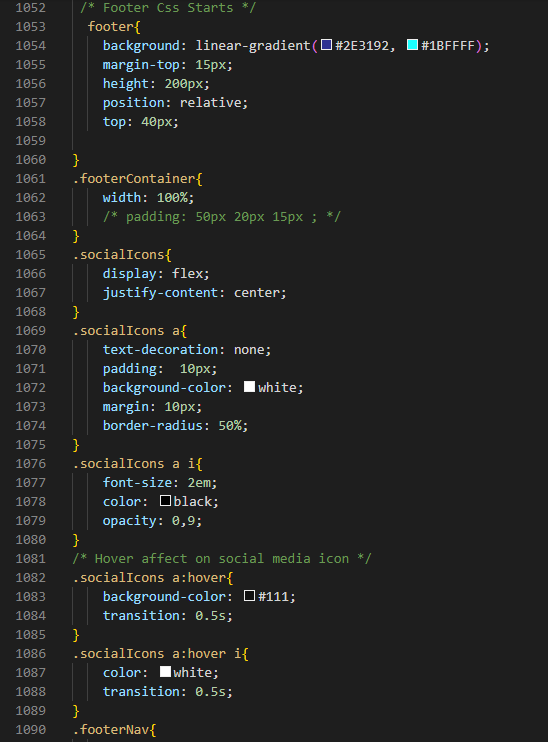 1052 /* Footer Css Starts */
1053 footer{
1054 background: linear-gradient(#2E3192, #1BFFFF);
1055 margin-top: 15px;
1056 height: 200px;
1057 position: relative;
1058 top: 40px;
1059
1060 }
1061 .footerContainer{
1062 width: 100%;
1063 /* padding: 50px 20px 15px ; */
1064 }
1065 .socialIcons{
1066 display: flex;
1067 justify-content: center;
1068 }
1069 .socialIcons a{
1070 text-decoration: none;
1071 padding:  10px;
1072 background-color: white;
1073 margin: 10px;
1074 border-radius: 50%;
1075 }
1076 .socialIcons a i{
1077 font-size: 2em;
1078 color: black;
1079 opacity: 0,9;
1080 }
1081 /* Hover affect on social media icon */
1082 .socialIcons a:hover{
1083 background-color: #111;
1084 transition: 0.5s;
1085 }
1086 .socialIcons a:hover i{
1087 color: white;
1088 transition: 0.5s;
1089 }
1090 .footerNav{